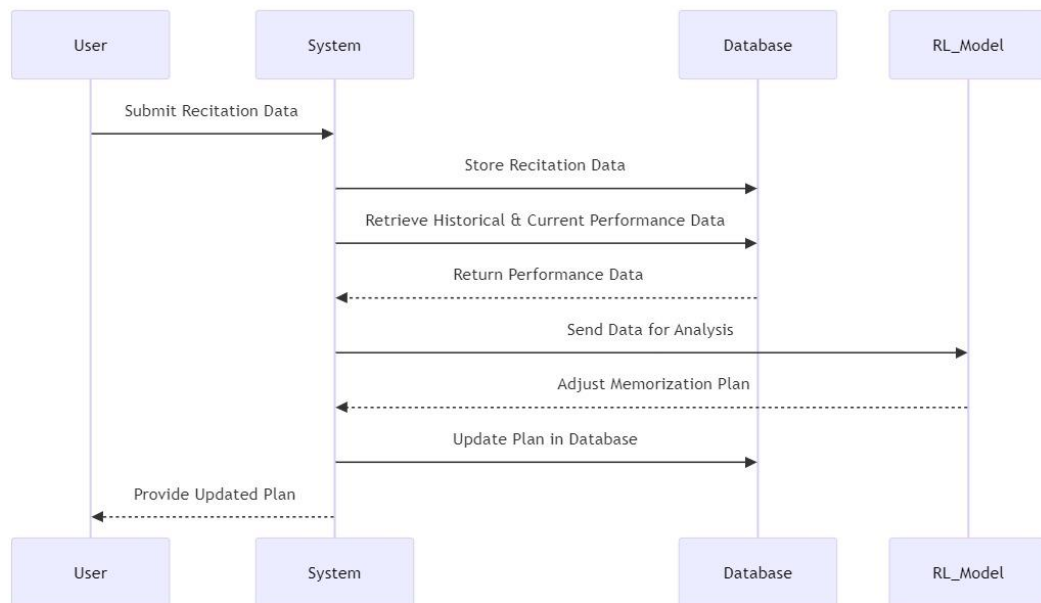 User
System
Database
RL_Model
Submit Recitation Data
Store Recitation Data
Retrieve Historical & Current Performance Data
Return Performance Data
Send Data for Analysis
Adjust Memorization Plan
Update Plan in Database
Provide Updated Plan
User
System
Database
RL_Model